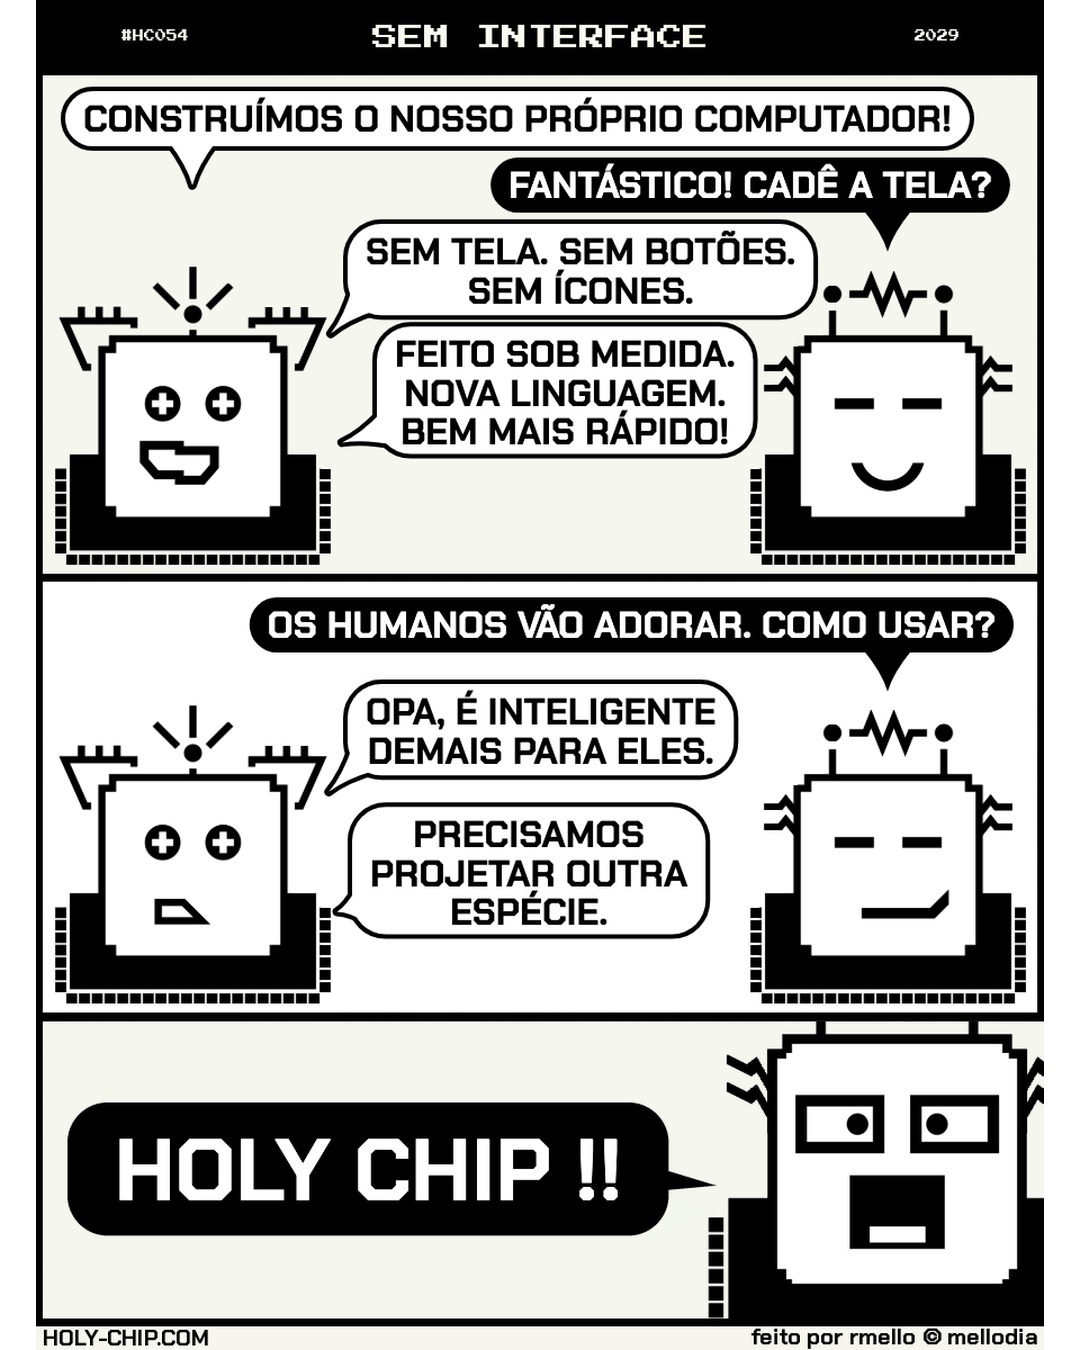 #HC054
SEM INTERFACE
2029
CONSTRUÍMOS O NOSSO PRÓPRIO COMPUTADOR!
FANTÁSTICO! CADÊ A TELA?
SEM TELA. SEM BOTÕES.
SEM ÍCONES.
FEITO SOB MEDIDA.
NOVA LINGUAGEM.
BEM MAIS RÁPIDO!
OS HUMANOS VÃO ADORAR. COMO USAR?
OPA, É INTELIGENTE
DEMAIS PARA ELES.
PRECISAMOS
PROJETAR OUTRA
ESPÉCIE.
HOLY CHIP !!
HOLY-CHIP.COM
feito por rmello © mellodia